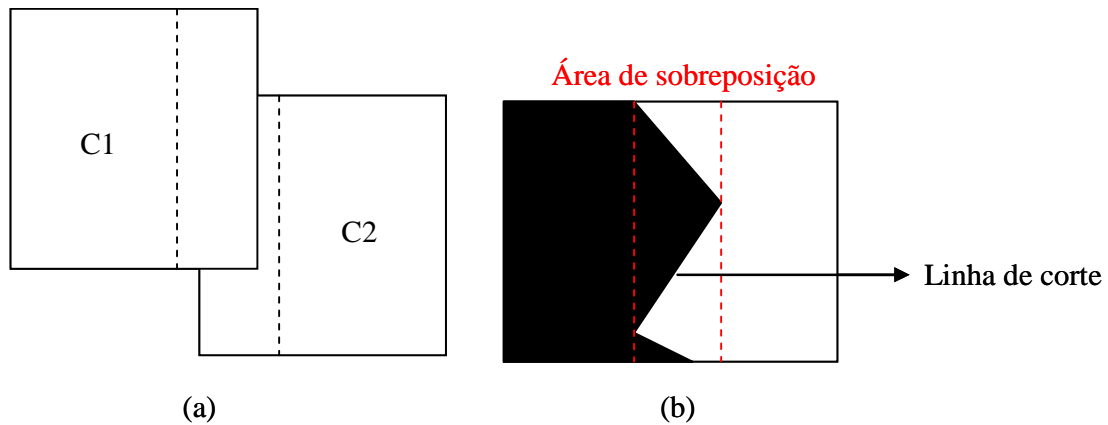 C1
C2
(a)
Área de sobreposição
Linha de corte
(b)